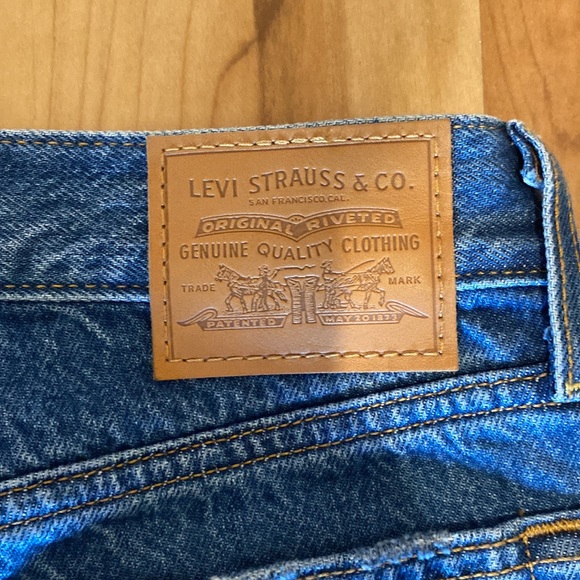 LEVI STRAUSS & CO.
SAN FRANCISCO, CAL.
ORIGINAL RIVETED
GENUINE QUALITY CLOTHING
TRADE MARK
PATENTED MAY 20 1873